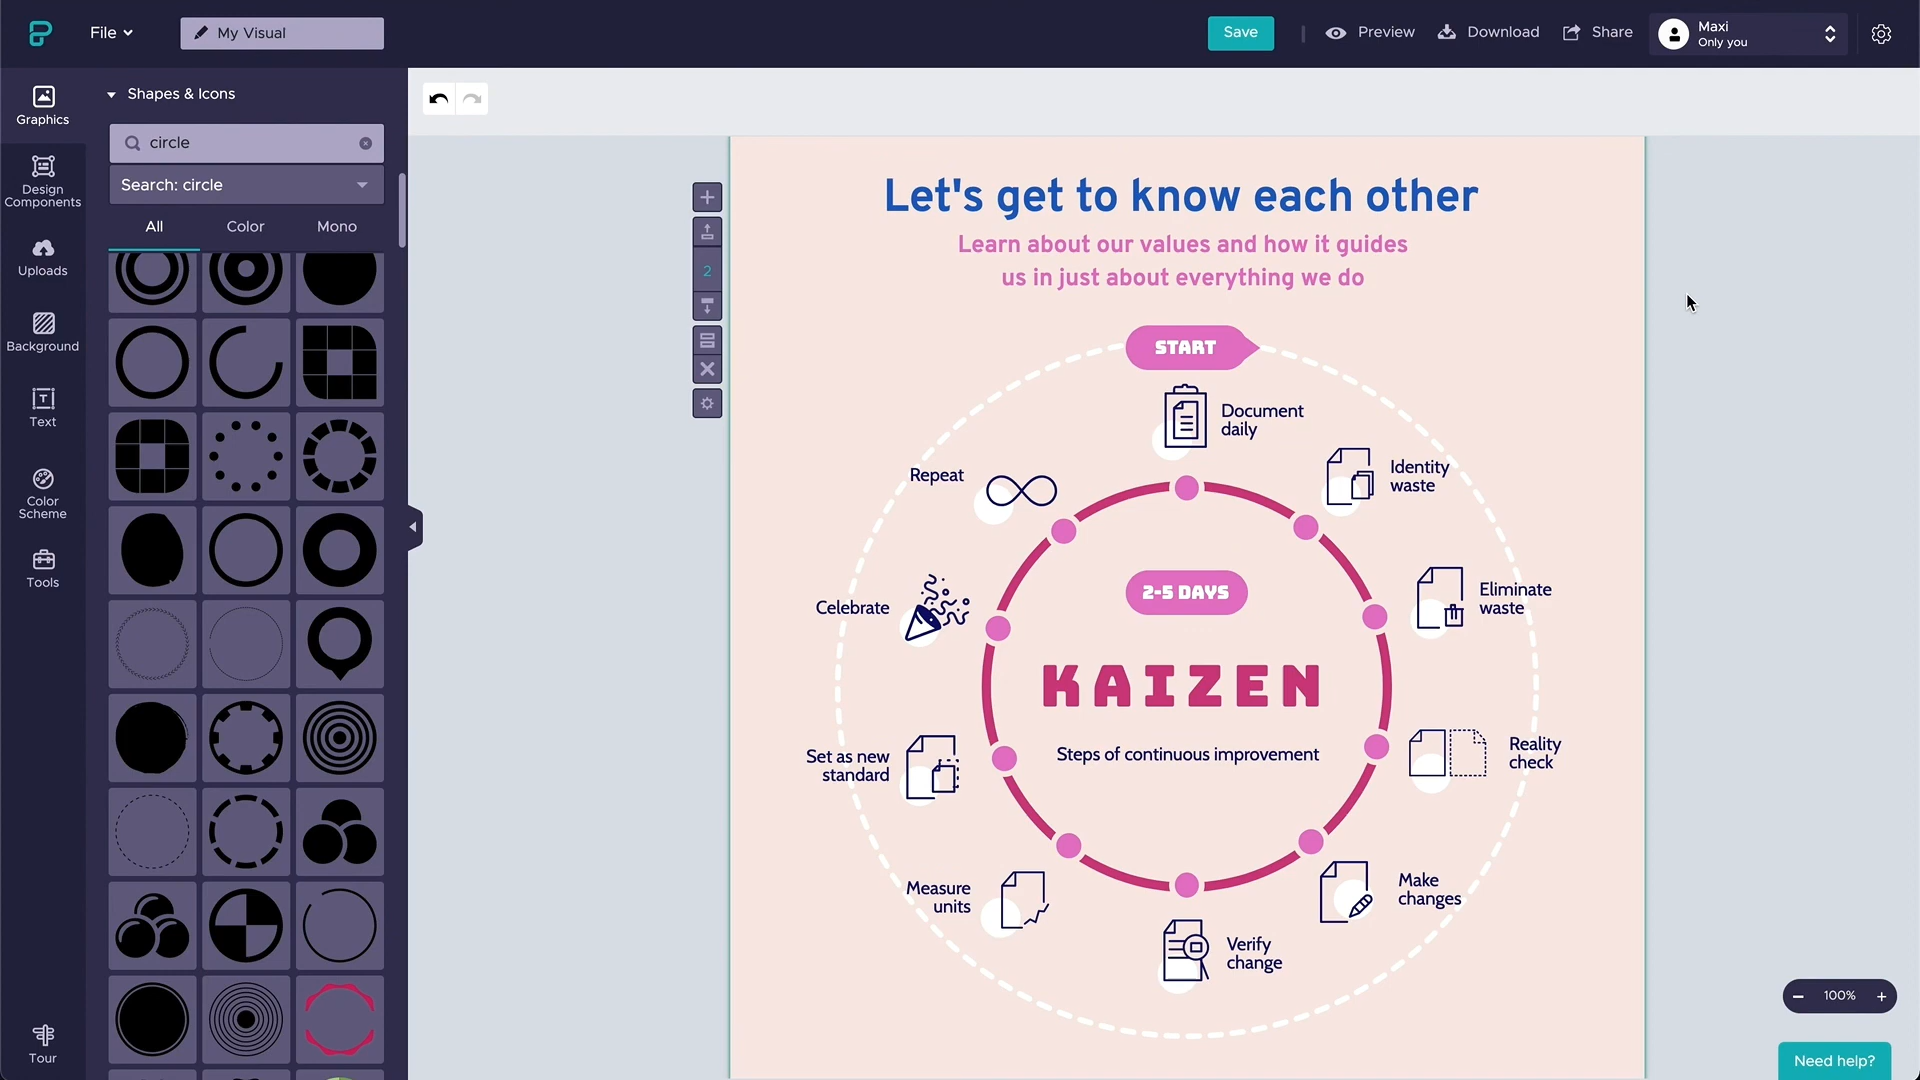 File
My Visual
Save
Preview
Download
Share
Maxi
Only you
Graphics
Design
Components
Uploads
Background
Text
Color
Scheme
Tools
Tour
Shapes & Icons
circle
Search: circle
All
Color
Mono
2
Let's get to know each other
Learn about our values and how it guides
us in just about everything we do
START
Document
daily
Identity
waste
Eliminate
waste
Reality
check
Make
changes
Verify
change
Measure
units
Set as new
standard
Celebrate
Repeat
2-5 DAYS
KAIZEN
Steps of continuous improvement
100%
Need help?